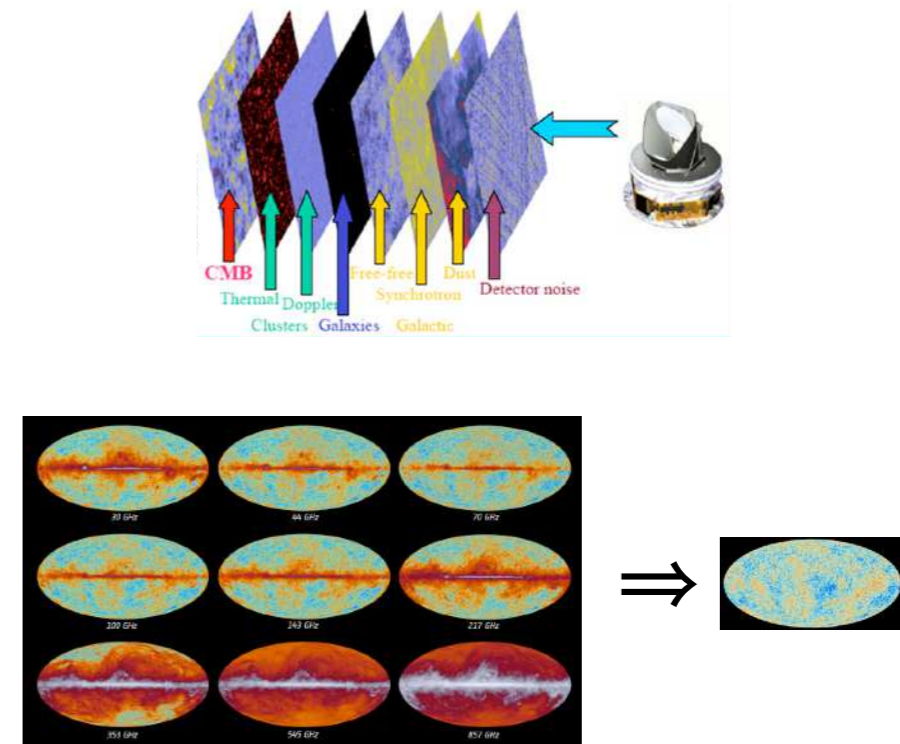 CMB
Free-free
Dust
Thermal
Doppler
Synchrotron
Detector noise
Clusters
Galaxies
Galactic
30 GHz
44 GHz
70 GHz
100 GHz
143 GHz
217 GHz
353 GHz
545 GHz
857 GHz
⇒